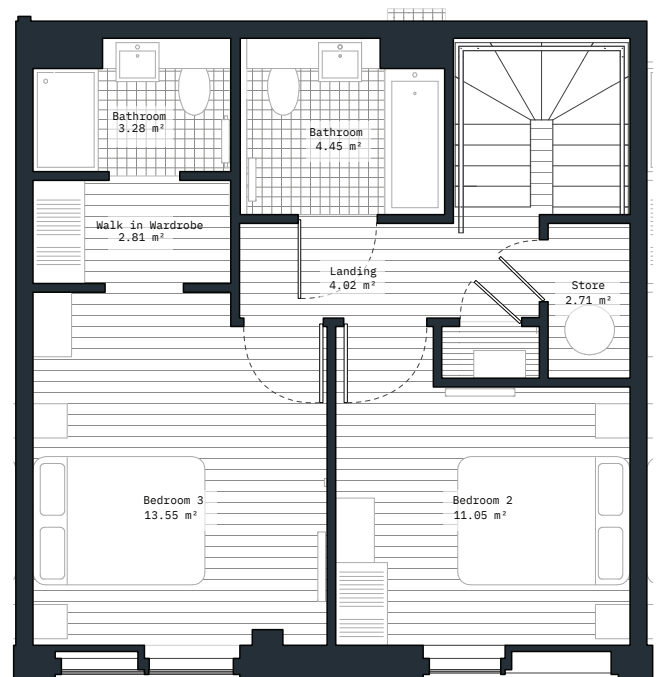 Bathroom
3.28 m²
Bathroom
4.45 m²
Walk in Wardrobe
2.81 m²
Landing
4.02 m²
Store
2.71 m²
Bedroom 3
13.55 m²
Bedroom 2
11.05 m²